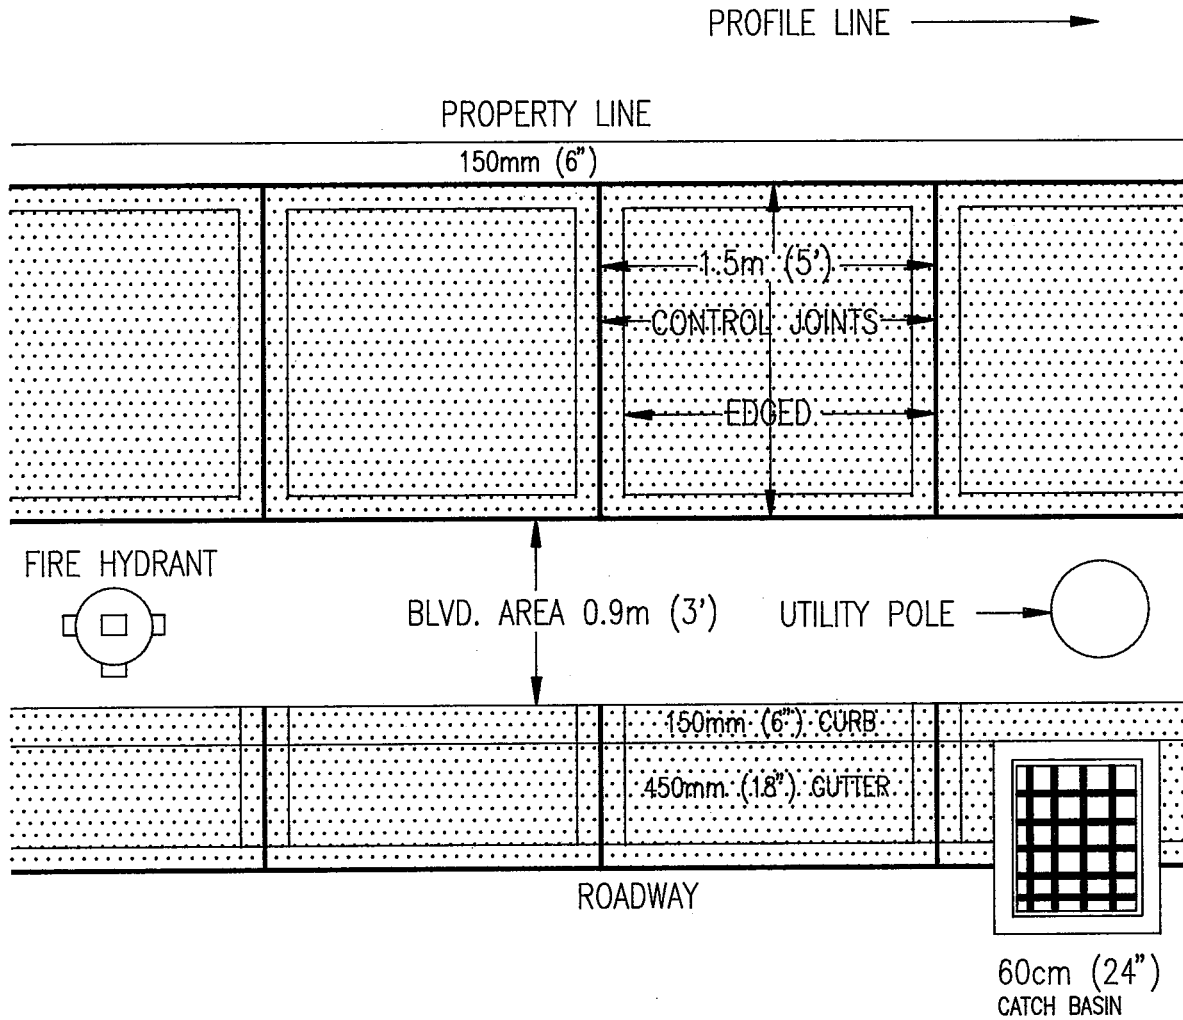 PROFILE LINE
PROPERTY LINE
150mm (6")
1.5m (5')
CONTROL JOINTS
EDGED
FIRE HYDRANT
BLVD. AREA 0.9m (3')
UTILITY POLE
150mm (6") CURB
450mm (18") GUTTER
ROADWAY
60cm (24")
CATCH BASIN